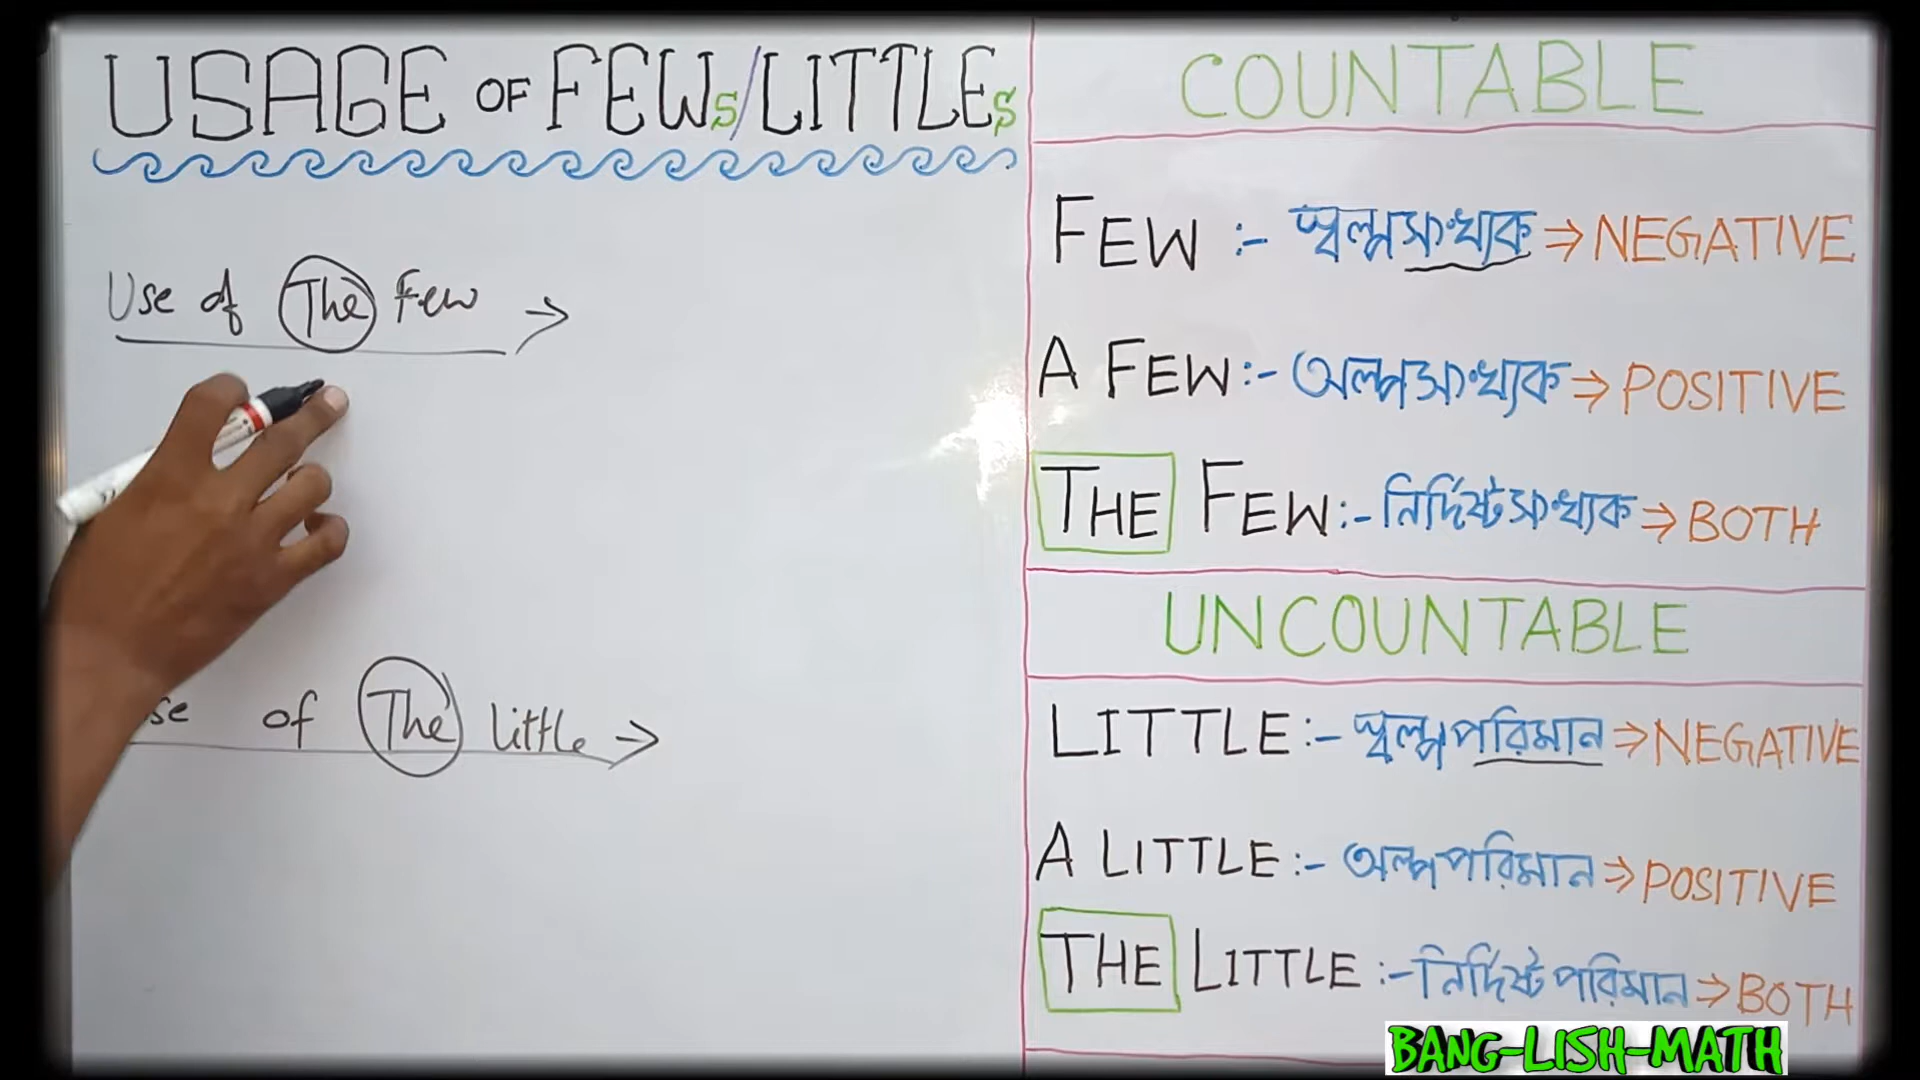 USAGE OF FEWs/LITTLEs
Use of The Few →
se of The little →
COUNTABLE
FEW :- স্বল্পসংখ্যক ⇒ NEGATIVE
A FEW :- অল্পসংখ্যক ⇒ POSITIVE
THE FEW :- নির্দিষ্টসংখ্যক ⇒ BOTH
UNCOUNTABLE
LITTLE :- স্বল্পপরিমান ⇒ NEGATIVE
A LITTLE :- অল্পপরিমান ⇒ POSITIVE
THE LITTLE :- নির্দিষ্টপরিমান ⇒ BOTH
BANG-LISH-MATH